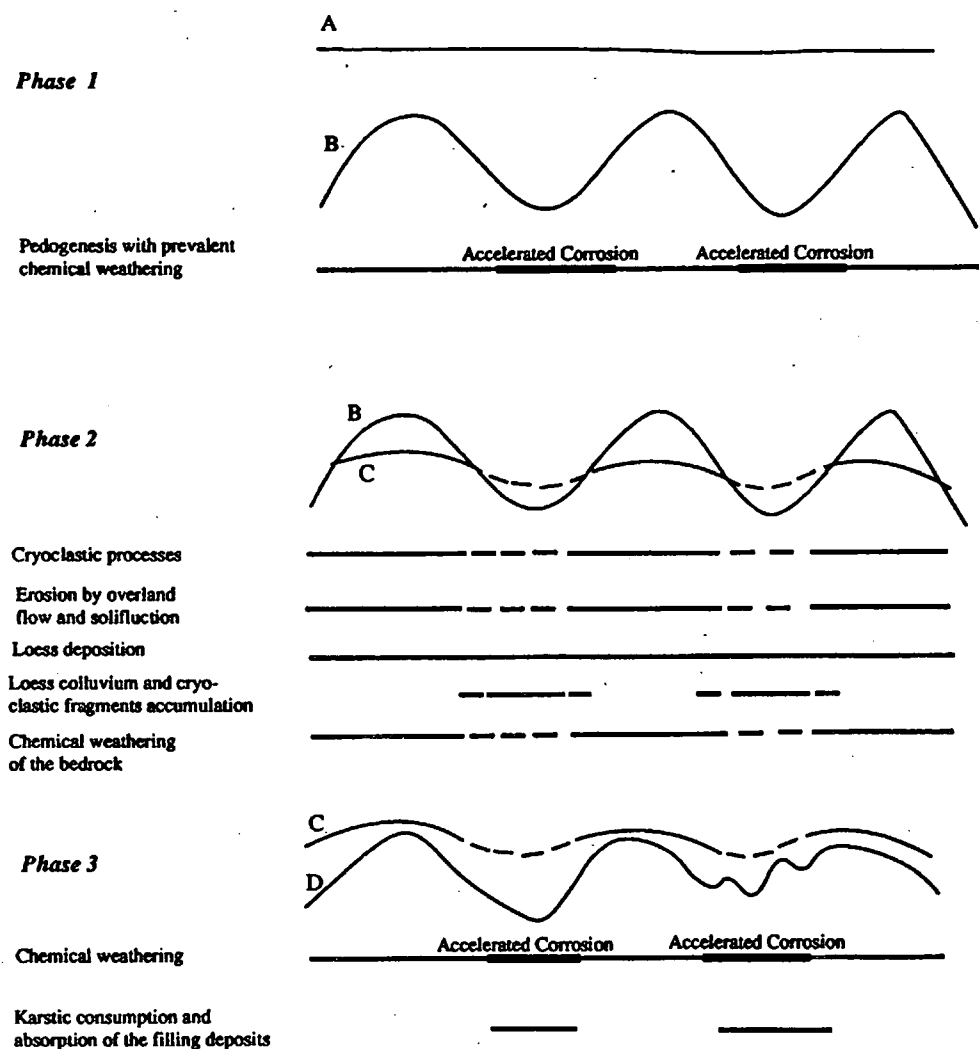 A
Phase 1
B
Pedogenesis with prevalent
chemical weathering
Accelerated Corrosion
Accelerated Corrosion
B
Phase 2
C
Cryoclastic processes
Erosion by overland
flow and solifluction
Loess deposition
Loess colluvium and cryo-
clastic fragments accumulation
Chemical weathering
of the bedrock
C
Phase 3
D
Accelerated Corrosion
Accelerated Corrosion
Chemical weathering
Karstic consumption and
absorption of the filling deposits